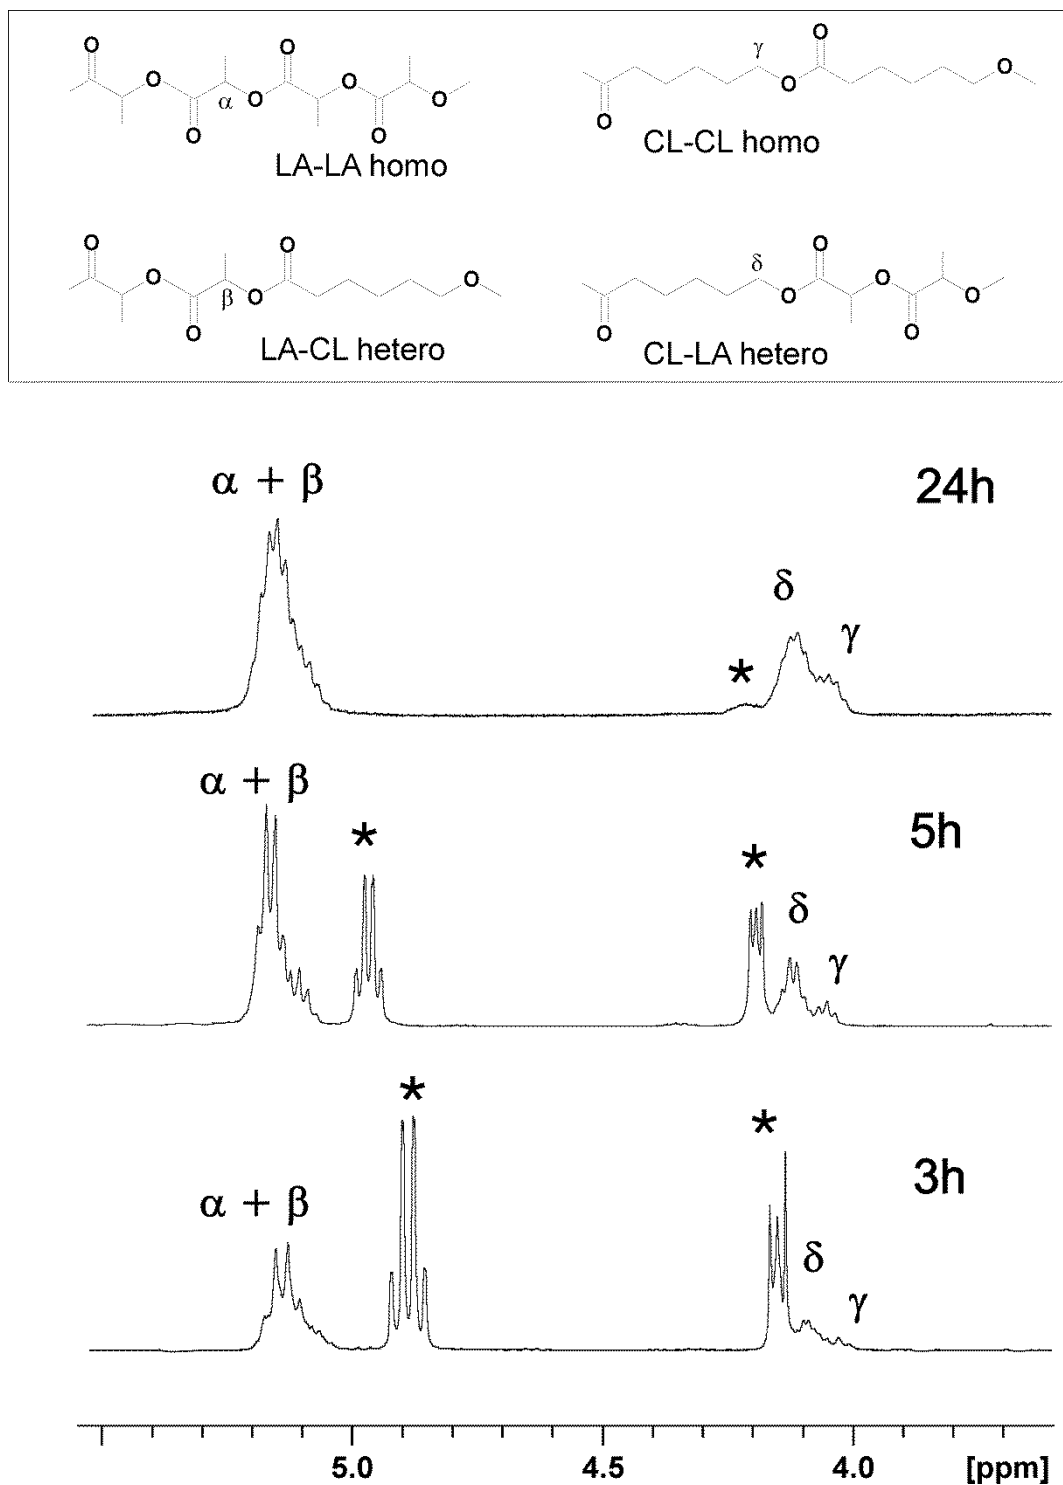 O O γ O
O α O O O O O
O O
LA-LA homo
O
CL-CL homo
O O δ O
O β O O O O O
O O O
LA-CL hetero
CL-LA hetero
α + β
24h
δ
γ
*
α + β
5h
*
*
δ
γ
*
*
3h
α + β
δ
γ
5.0 4.5 4.0 [ppm]